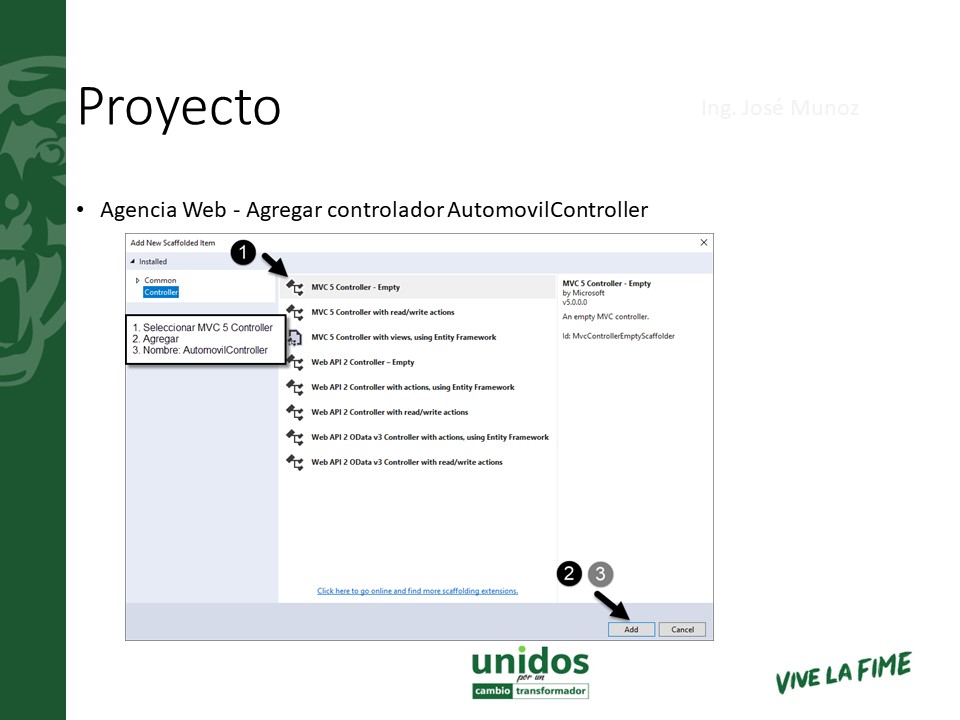 Proyecto
Ing. José Munoz
• Agencia Web - Agregar controlador AutomovilController
Add New Scaffolded Item
1
Installed
Common
Controller
1. Seleccionar MVC 5 Controller
2. Agregar
3. Nombre: AutomovilController
MVC 5 Controller - Empty
MVC 5 Controller with read/write actions
MVC 5 Controller with views, using Entity Framework
Web API 2 Controller – Empty
Web API 2 Controller with actions, using Entity Framework
Web API 2 Controller with read/write actions
Web API 2 OData v3 Controller with actions, using Entity Framework
Web API 2 OData v3 Controller with read/write actions
MVC 5 Controller - Empty
by Microsoft
v5.0.0.0
An empty MVC controller.
Id: MvcControllerEmptyScaffolder
Click here to go online and find more scaffolding extensions.
2 3
Add Cancel
unidos
por un
cambio transformador
VIVE LA FIME